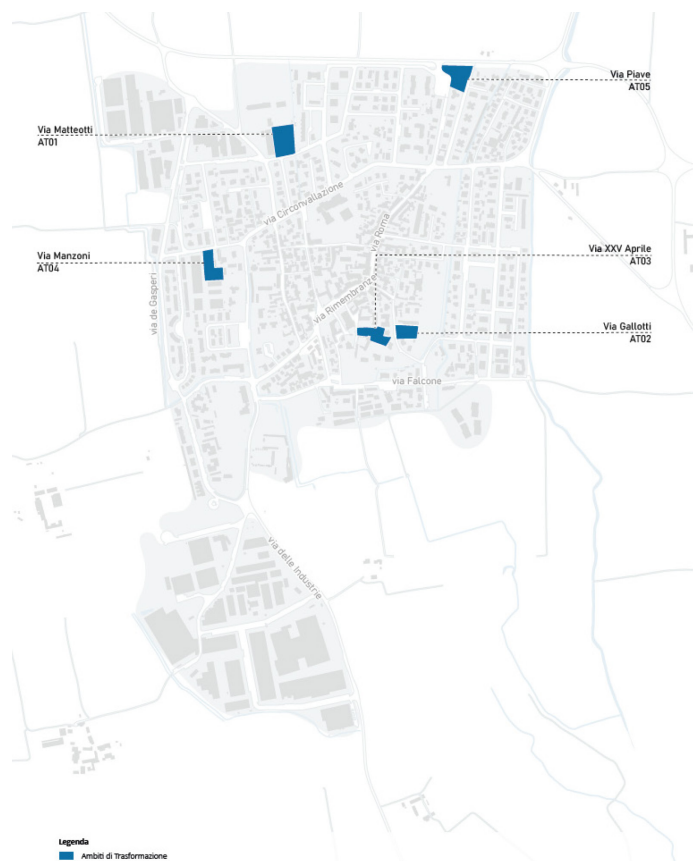 Via Piave
AT05
Via Matteotti
AT01
via Circonvallazione
via Roma
Via XXV Aprile
AT03
Via Manzoni
AT04
via de Gasperi
via Rimembranze
Via Gallotti
AT02
via Falcone
via delle Industrie
Legenda
Ambiti di Trasformazione